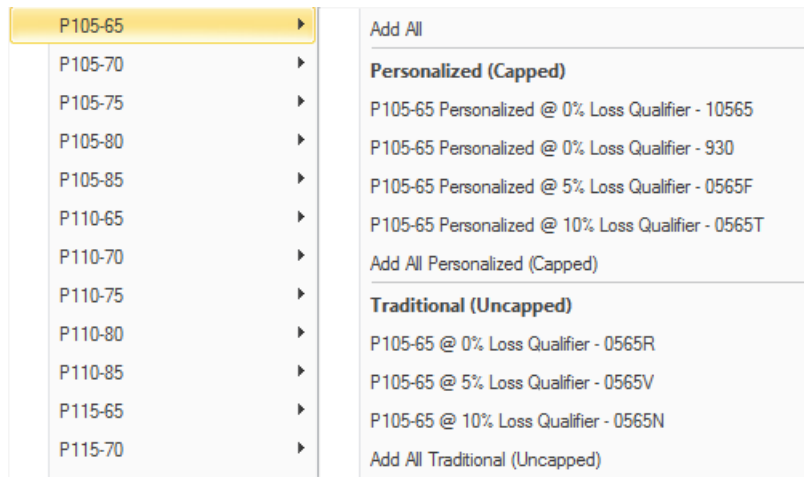 P105-65
P105-70
P105-75
P105-80
P105-85
P110-65
P110-70
P110-75
P110-80
P110-85
P115-65
P115-70
Add All
Personalized (Capped)
P105-65 Personalized @ 0% Loss Qualifier - 10565
P105-65 Personalized @ 0% Loss Qualifier - 930
P105-65 Personalized @ 5% Loss Qualifier - 0565F
P105-65 Personalized @ 10% Loss Qualifier - 0565T
Add All Personalized (Capped)
Traditional (Uncapped)
P105-65 @ 0% Loss Qualifier - 0565R
P105-65 @ 5% Loss Qualifier - 0565V
P105-65 @ 10% Loss Qualifier - 0565N
Add All Traditional (Uncapped)